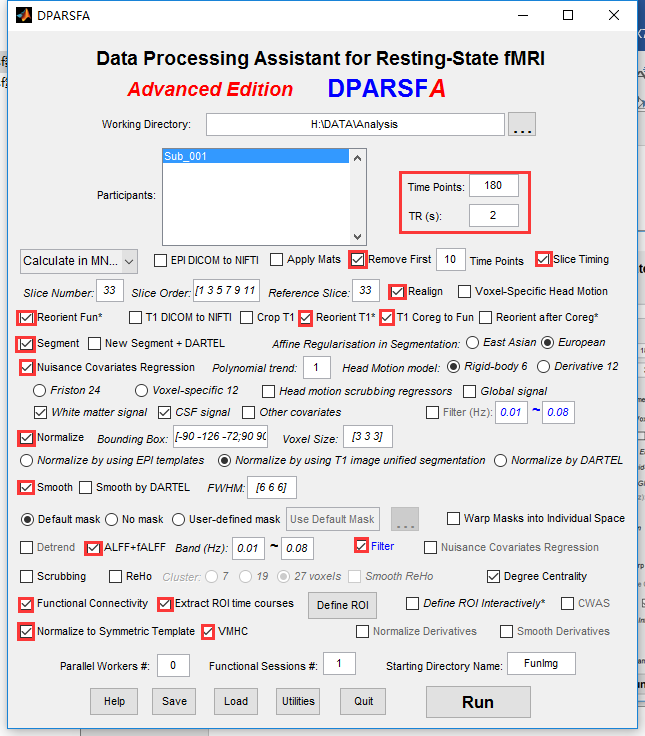 DPARSFA
Data Processing Assistant for Resting-State fMRI
Advanced Edition DPARSFA
Working Directory: H:\DATA\Analysis ...
Sub_001
Participants:
Time Points: 180
TR (s): 2
Calculate in MN... EPI DICOM to NIFTI Apply Mats Remove First 10 Time Points Slice Timing
Slice Number: 33 Slice Order: [1 3 5 7 9 11 Reference Slice: 33 Realign Voxel-Specific Head Motion
Reorient Fun* T1 DICOM to NIFTI Crop T1 Reorient T1* T1 Coreg to Fun Reorient after Coreg*
Segment New Segment + DARTEL Affine Regularisation in Segmentation: East Asian European
Nuisance Covariates Regression Polynomial trend: 1 Head Motion model: Rigid-body 6 Derivative 12
Friston 24 Voxel-specific 12 Head motion scrubbing regressors Global signal
White matter signal CSF signal Other covariates Filter (Hz): 0.01 ~ 0.08
Normalize Bounding Box: [-90 -126 -72;90 90 Voxel Size: [3 3 3]
Normalize by using EPI templates Normalize by using T1 image unified segmentation Normalize by DARTEL
Smooth Smooth by DARTEL FWHM: [6 6 6]
Default mask No mask User-defined mask Use Default Mask ... Warp Masks into Individual Space
Detrend ALFF+fALFF Band (Hz): 0.01 ~ 0.08 Filter Nuisance Covariates Regression
Scrubbing ReHo Cluster: 7 19 27 voxels Smooth ReHo Degree Centrality
Functional Connectivity Extract ROI time courses Define ROI Define ROI Interactively* CWAS
Normalize to Symmetric Template VMHC Normalize Derivatives Smooth Derivatives
Parallel Workers #: 0 Functional Sessions #: 1 Starting Directory Name: FunImg
Help Save Load Utilities Quit Run